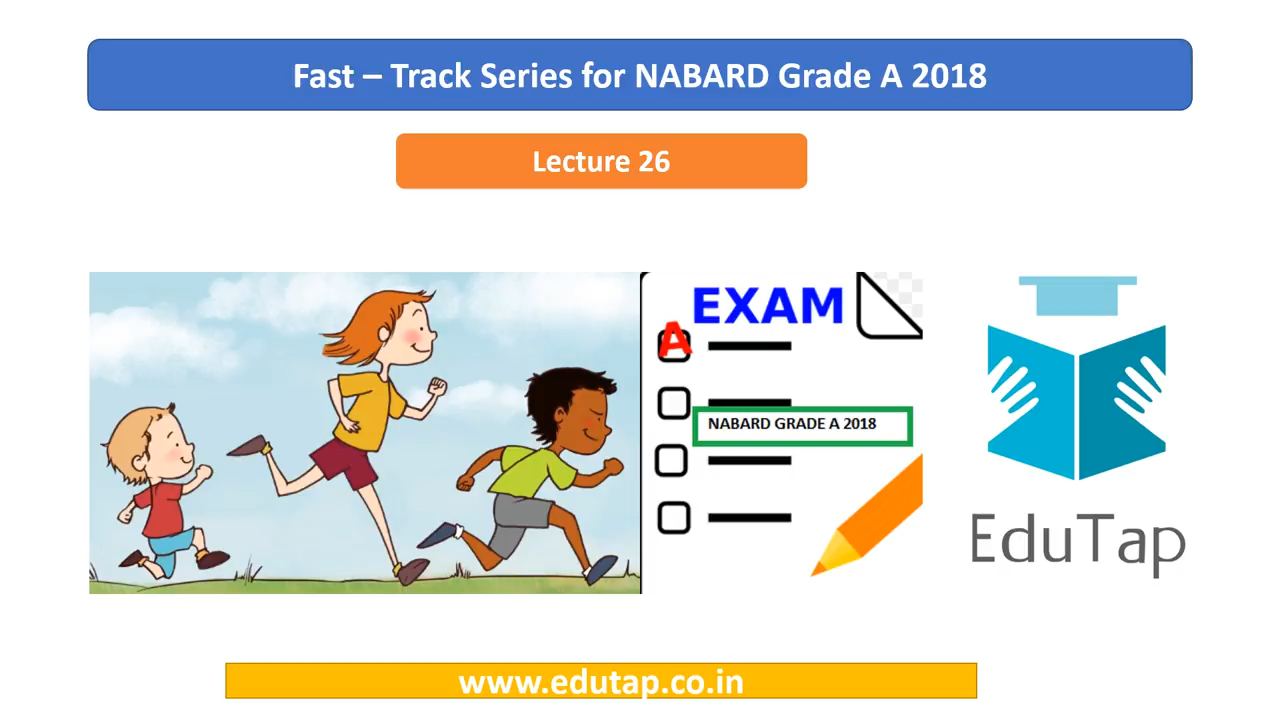 Fast – Track Series for NABARD Grade A 2018
Lecture 26
EXAM
A
NABARD GRADE A 2018
EduTap
www.edutap.co.in